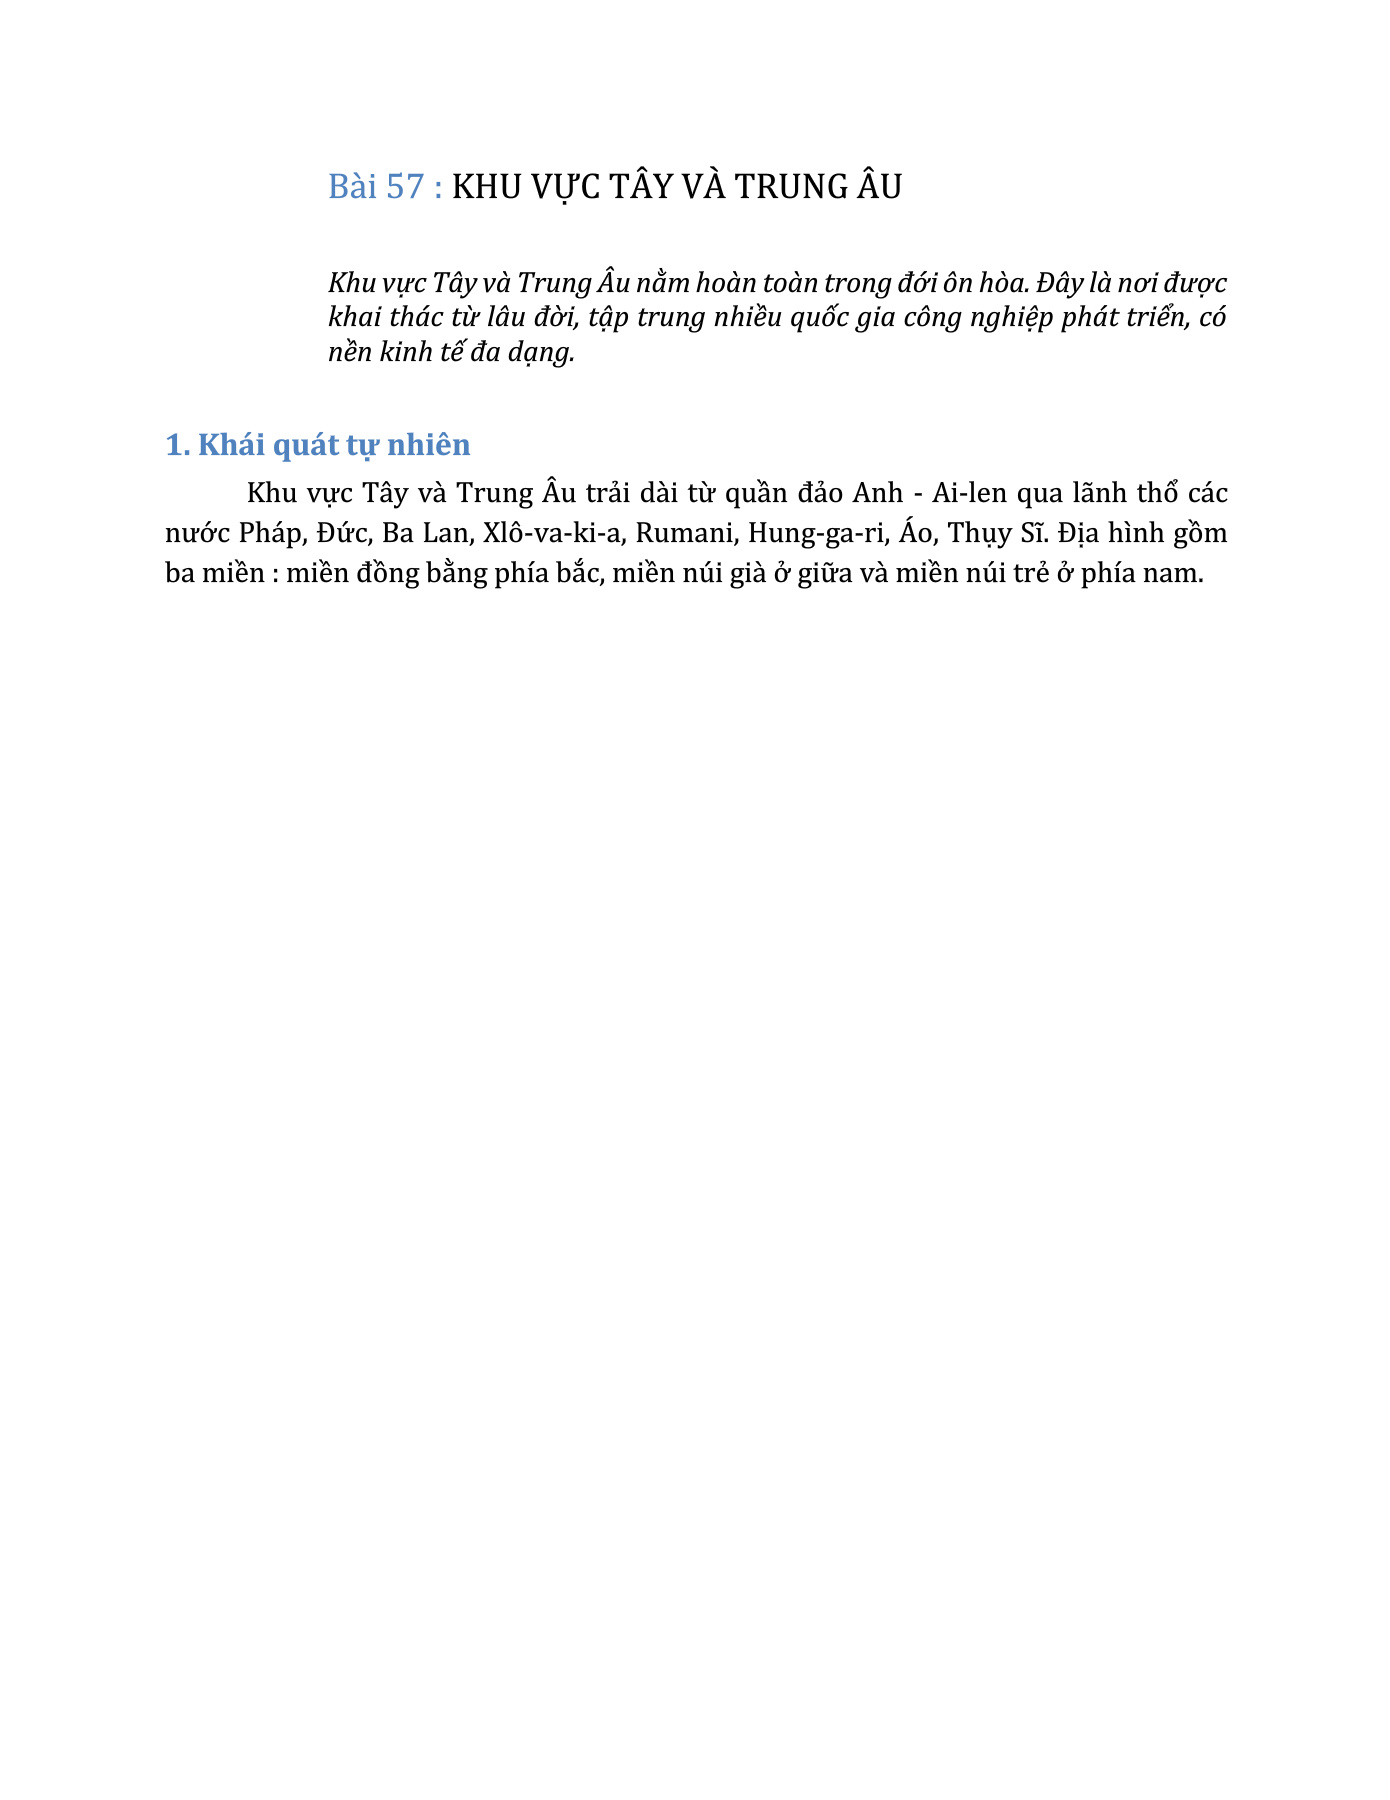 Bài 57 : KHU VỰC TÂY VÀ TRUNG ÂU
Khu vực Tây và Trung Âu nằm hoàn toàn trong đới ôn hòa. Đây là nơi được
khai thác từ lâu đời, tập trung nhiều quốc gia công nghiệp phát triển, có
nền kinh tế đa dạng.
1. Khái quát tự nhiên
Khu vực Tây và Trung Âu trải dài từ quần đảo Anh - Ai-len qua lãnh thổ các
nước Pháp, Đức, Ba Lan, Xlô-va-ki-a, Rumani, Hung-ga-ri, Áo, Thụy Sĩ. Địa hình gồm
ba miền : miền đồng bằng phía bắc, miền núi già ở giữa và miền núi trẻ ở phía nam.